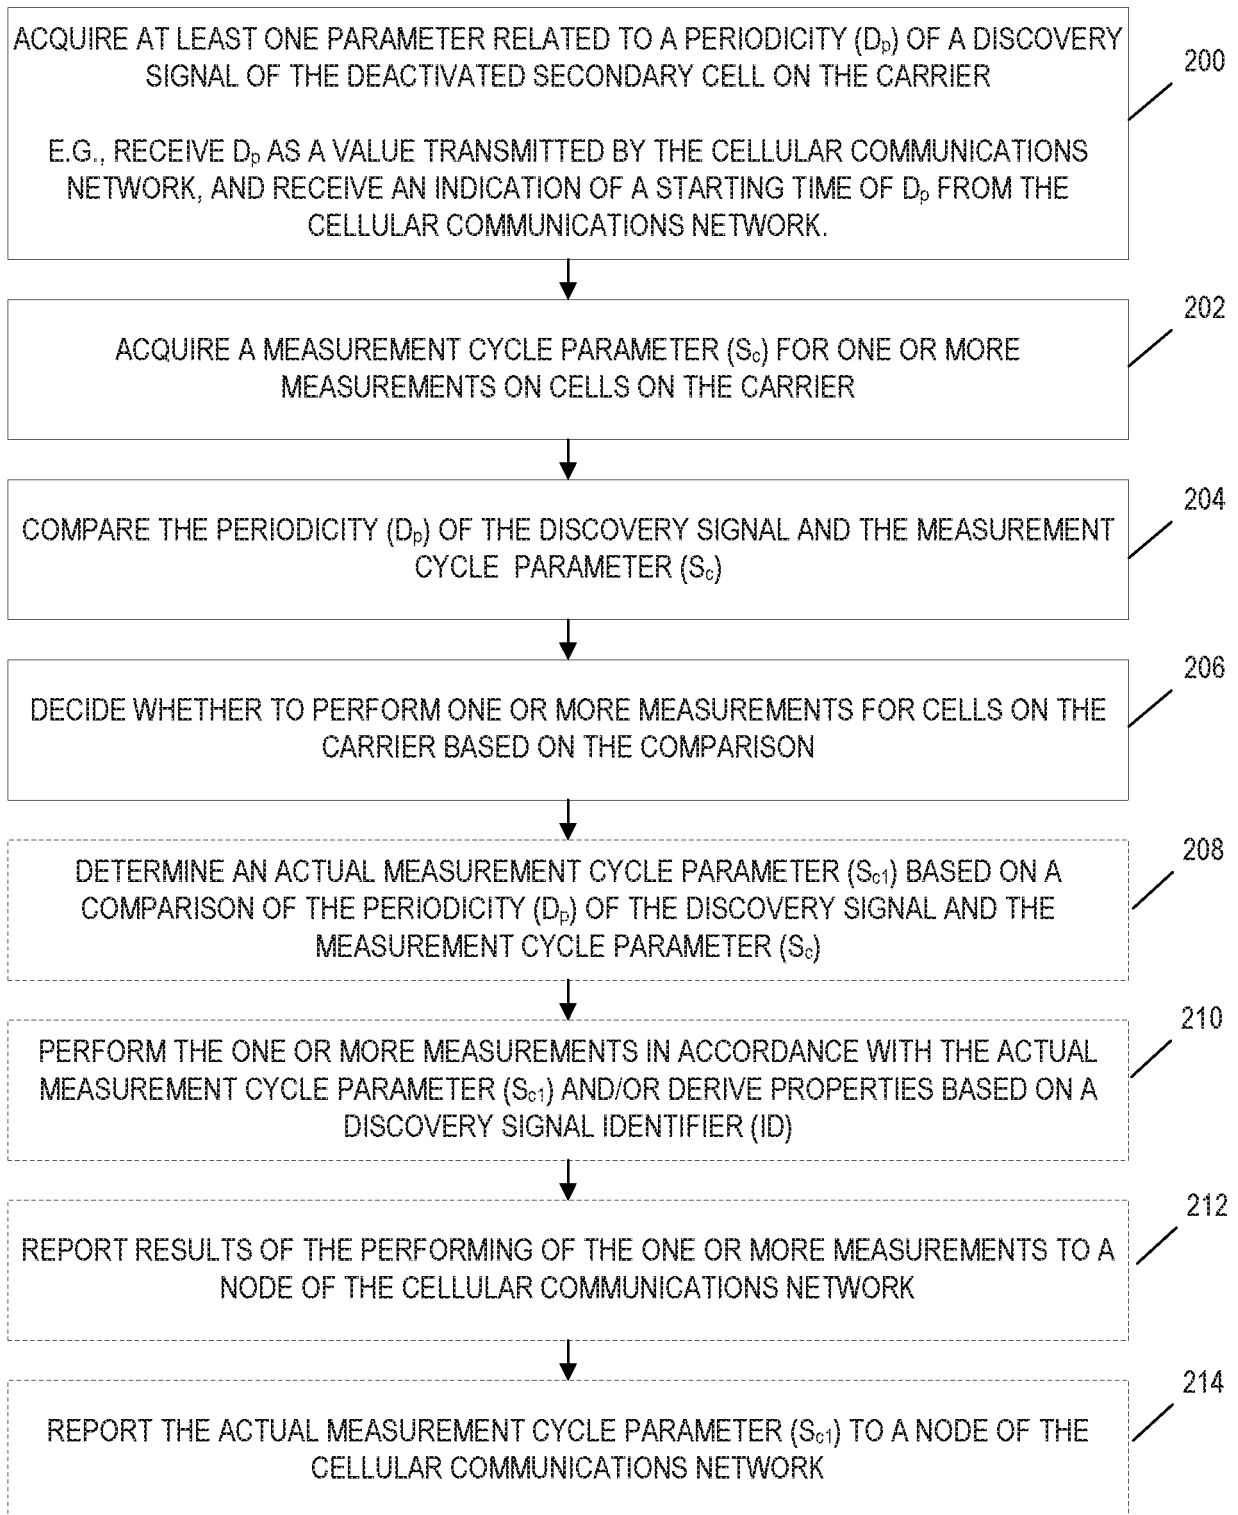 ACQUIRE AT LEAST ONE PARAMETER RELATED TO A PERIODICITY (Dp) OF A DISCOVERY
SIGNAL OF THE DEACTIVATED SECONDARY CELL ON THE CARRIER
200
E.G., RECEIVE Dp AS A VALUE TRANSMITTED BY THE CELLULAR COMMUNICATIONS
NETWORK, AND RECEIVE AN INDICATION OF A STARTING TIME OF Dp FROM THE
CELLULAR COMMUNICATIONS NETWORK.
202
ACQUIRE A MEASUREMENT CYCLE PARAMETER (Sc) FOR ONE OR MORE
MEASUREMENTS ON CELLS ON THE CARRIER
204
COMPARE THE PERIODICITY (Dp) OF THE DISCOVERY SIGNAL AND THE MEASUREMENT
CYCLE PARAMETER (Sc)
206
DECIDE WHETHER TO PERFORM ONE OR MORE MEASUREMENTS FOR CELLS ON THE
CARRIER BASED ON THE COMPARISON
208
DETERMINE AN ACTUAL MEASUREMENT CYCLE PARAMETER (Sc1) BASED ON A
COMPARISON OF THE PERIODICITY (Dp) OF THE DISCOVERY SIGNAL AND THE
MEASUREMENT CYCLE PARAMETER (Sc)
210
PERFORM THE ONE OR MORE MEASUREMENTS IN ACCORDANCE WITH THE ACTUAL
MEASUREMENT CYCLE PARAMETER (Sc1) AND/OR DERIVE PROPERTIES BASED ON A
DISCOVERY SIGNAL IDENTIFIER (ID)
212
REPORT RESULTS OF THE PERFORMING OF THE ONE OR MORE MEASUREMENTS TO A
NODE OF THE CELLULAR COMMUNICATIONS NETWORK
214
REPORT THE ACTUAL MEASUREMENT CYCLE PARAMETER (Sc1) TO A NODE OF THE
CELLULAR COMMUNICATIONS NETWORK